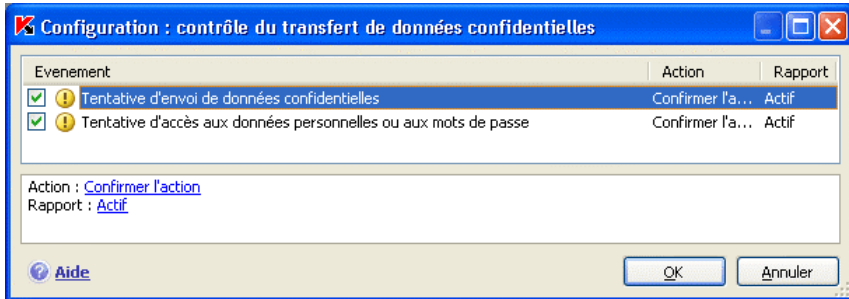 Configuration : contrôle du transfert de données confidentielles
Evenement Action Rapport
Tentative d'envoi de données confidentielles Confirmer l'a... Actif
Tentative d'accès aux données personnelles ou aux mots de passe Confirmer l'a... Actif
Action : Confirmer l'action
Rapport : Actif
Aide OK Annuler